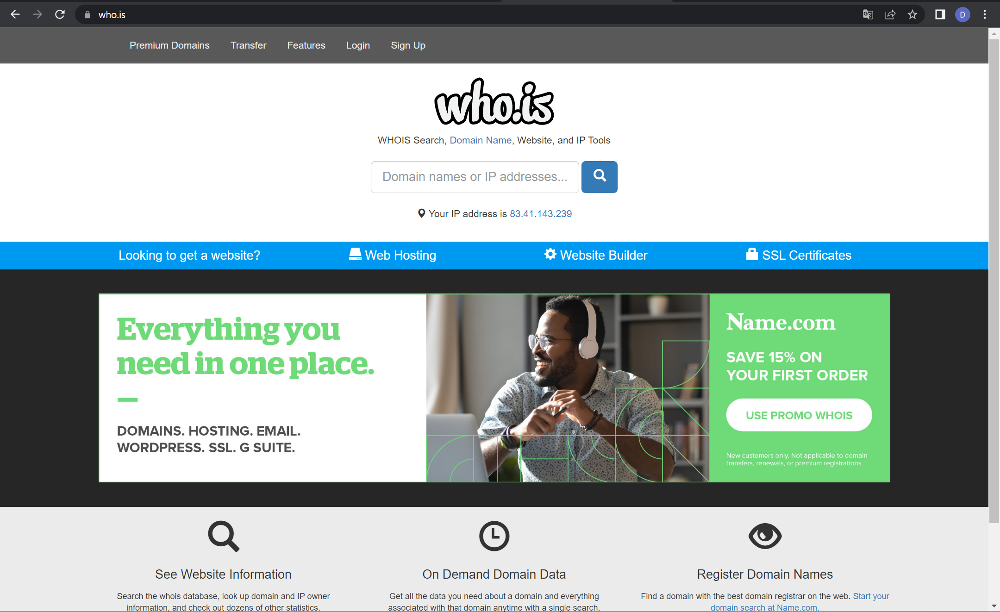 who.is
D
Premium Domains Transfer Features Login Sign Up
who.is
WHOIS Search, Domain Name, Website, and IP Tools
Domain names or IP addresses...
Your IP address is 83.41.143.239
Looking to get a website? Web Hosting Website Builder SSL Certificates
Everything you
need in one place.
DOMAINS. HOSTING. EMAIL.
WORDPRESS. SSL. G SUITE.
Name.com
SAVE 15% ON
YOUR FIRST ORDER
USE PROMO WHOIS
New customers only. Not applicable to domain
transfers, renewals, or premium registrations.
See Website Information
Search the whois database, look up domain and IP owner
information, and check out dozens of other statistics.
On Demand Domain Data
Get all the data you need about a domain and everything
associated with that domain anytime with a single search.
Register Domain Names
Find a domain with the best domain registrar on the web. Start your
domain search at Name.com.